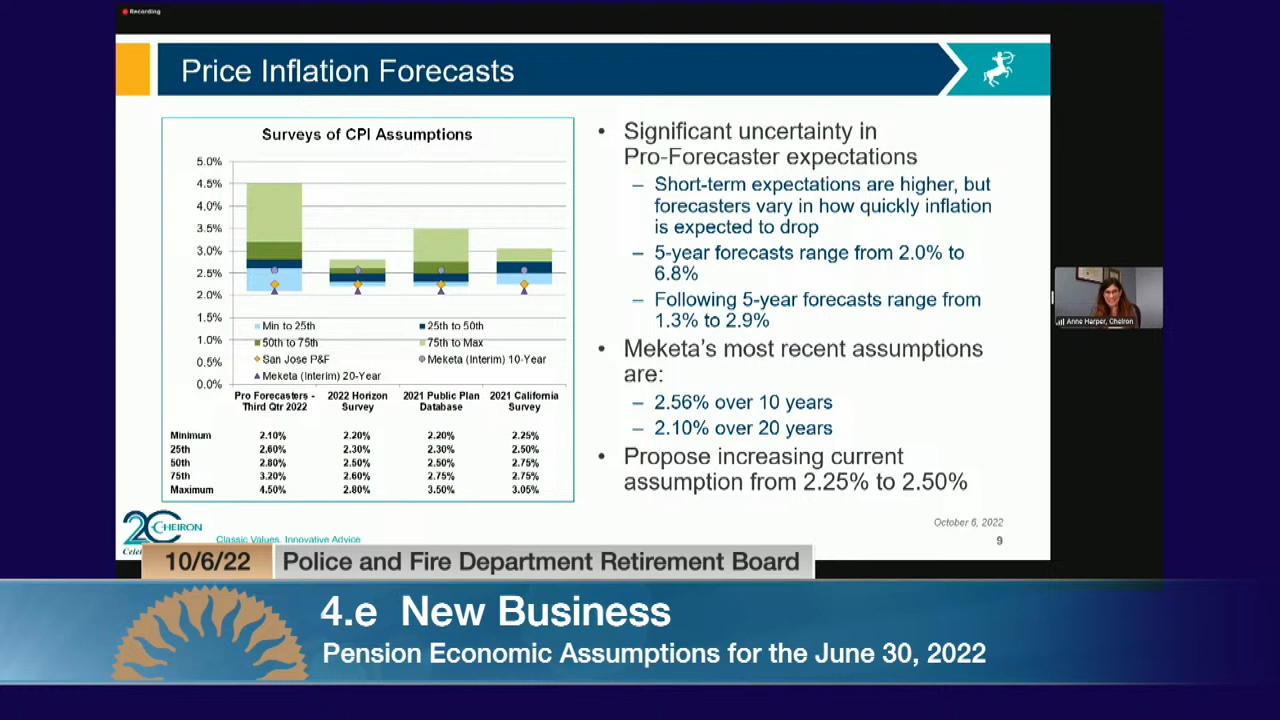 Recording
Price Inflation Forecasts
Surveys of CPI Assumptions
5.0%
4.5%
4.0%
3.5%
3.0%
2.5%
2.0%
1.5%
1.0%
0.5%
0.0%
Min to 25th
25th to 50th
50th to 75th
75th to Max
San Jose P&F
Meketa (Interim) 10-Year
Meketa (Interim) 20-Year
Pro Forecasters - 2022 Horizon 2021 Public Plan 2021 California
Third Qtr 2022 Survey Database Survey
Minimum 2.10% 2.20% 2.20% 2.25%
25th 2.60% 2.30% 2.30% 2.50%
50th 2.80% 2.50% 2.50% 2.75%
75th 3.20% 2.60% 2.75% 2.75%
Maximum 4.50% 2.80% 3.50% 3.05%
• Significant uncertainty in
Pro-Forecaster expectations
– Short-term expectations are higher, but
forecasters vary in how quickly inflation
is expected to drop
– 5-year forecasts range from 2.0% to
6.8%
– Following 5-year forecasts range from
1.3% to 2.9%
• Meketa's most recent assumptions
are:
– 2.56% over 10 years
– 2.10% over 20 years
• Propose increasing current
assumption from 2.25% to 2.50%
Anne Harper, Cheiron
October 6, 2022
9
20 CHEIRON
Classic Values, Innovative Advice
10/6/22 Police and Fire Department Retirement Board
4.e New Business
Pension Economic Assumptions for the June 30, 2022